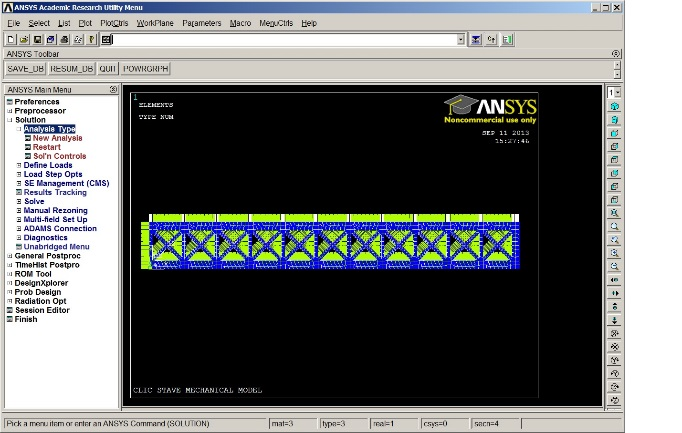 ANSYS Academic Research Utility Menu
File Select List Plot PlotCtrls WorkPlane Parameters Macro MenuCtrls Help
ANSYS Toolbar
SAVE_DB RESUM_DB QUIT POWRGRPH
ANSYS Main Menu
Preferences
Preprocessor
Solution
Analysis Type
New Analysis
Restart
Sol'n Controls
Define Loads
Load Step Opts
SE Management (CMS)
Results Tracking
Solve
Manual Rezoning
Multi-field Set Up
ADAMS Connection
Diagnostics
Unabridged Menu
General Postproc
TimeHist Postpro
ROM Tool
DesignXplorer
Prob Design
Radiation Opt
Session Editor
Finish
1
ELEMENTS
TYPE NUM
ANSYS
Noncommercial use only
SEP 11 2013
15:27:46
CLIC STAVE MECHANICAL MODEL
1
Pick a menu item or enter an ANSYS Command (SOLUTION) mat=3 type=3 real=1 csys=0 secn=4